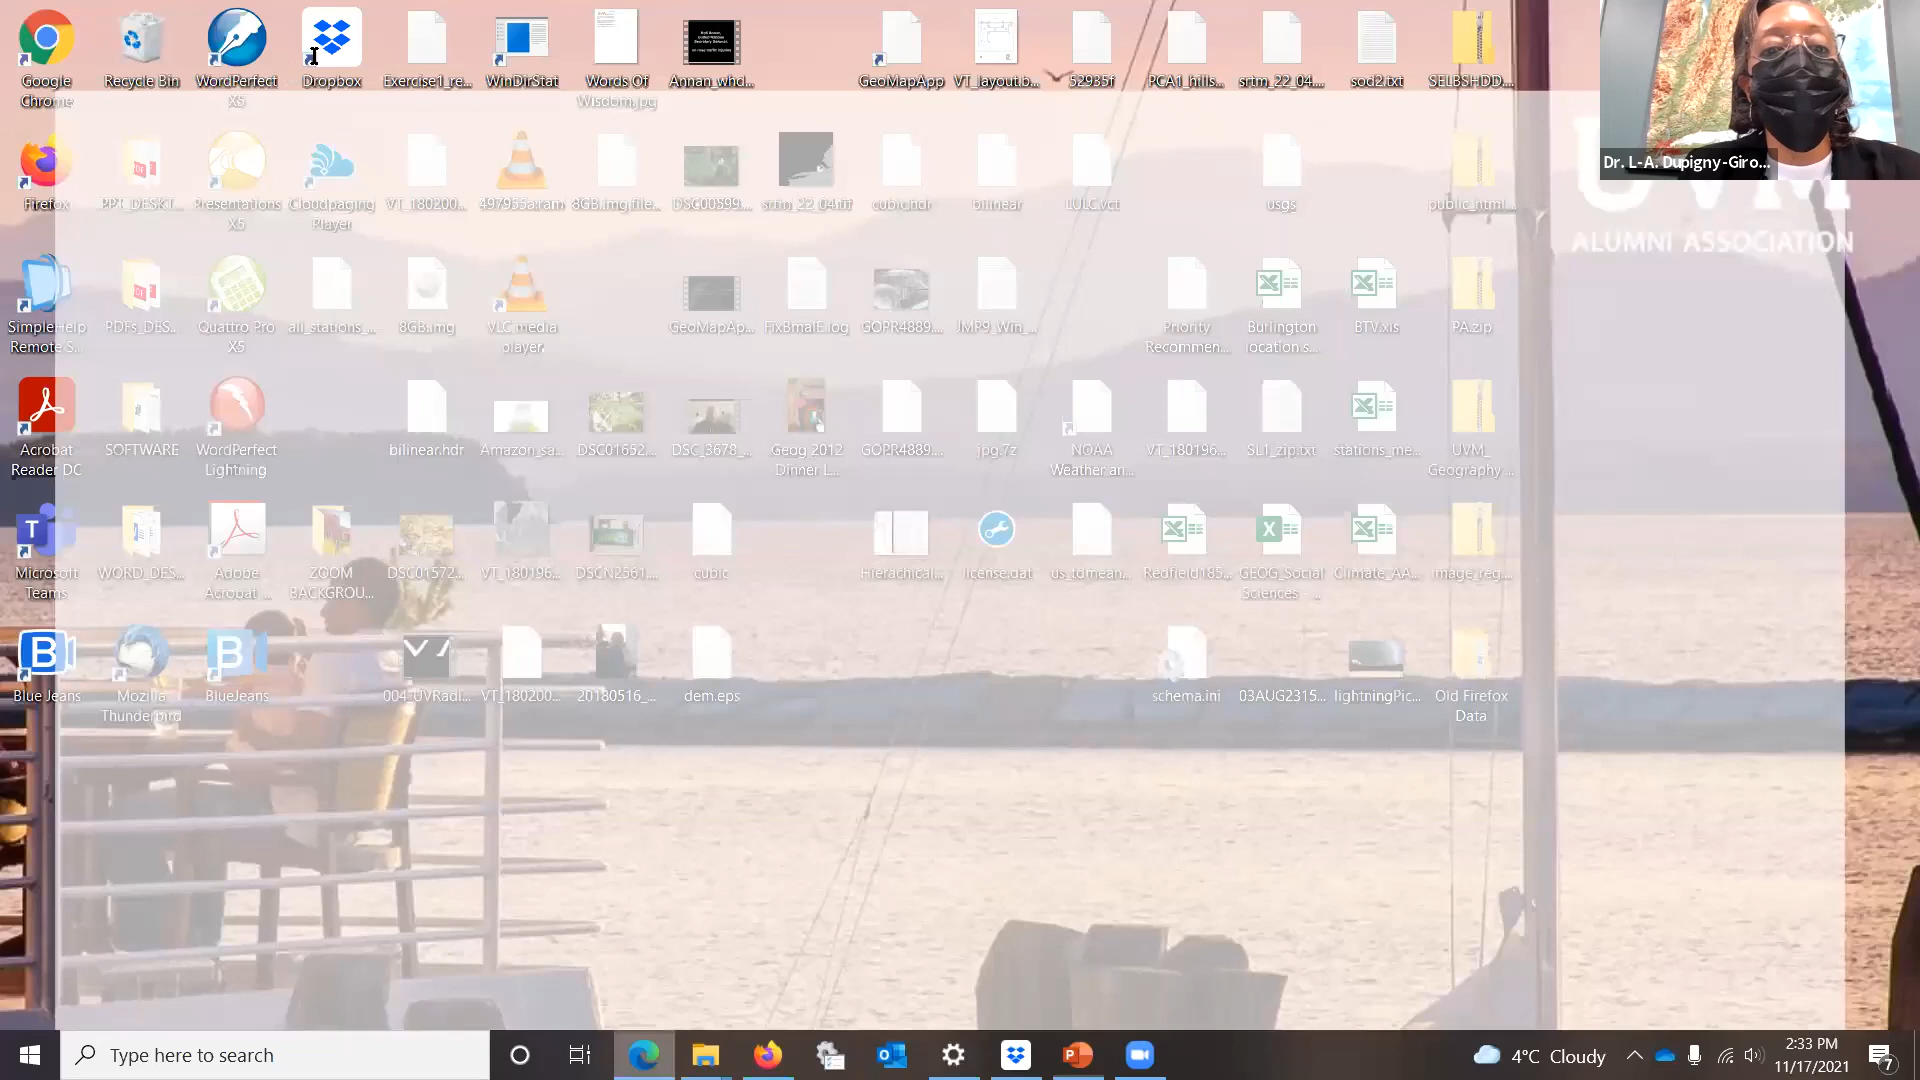 Google
Chrome
Recycle Bin
WordPerfect
X5
Dropbox
Exercise1_re...
WinDirStat
Words Of
Wisdom.jpg
Annan_whd...
GeoMapApp
VT_layout.b...
52935f
PCA1_hills...
srtm_22_04....
sod2.txt
SELBSHDD....
Dr. L-A. Dupigny-Giro...
Firefox
PPT_DESKT...
Presentations
X5
Cloudpaging
Player
VT_180200...
497955a.ram
8GB.img.file...
DSC00599....
srtm_22_04.tif
cubic.hdr
bilinear
LULC.vct
usgs
public_html...
UVM
ALUMNI ASSOCIATION
SimpleHelp
Remote S...
PDFs_DES...
Quattro Pro
X5
all_stations_...
8GB.img
VLC media
player
GeoMapAp...
FixBmalE.log
GOPR4889....
JMP9_Win_...
Priority
Recommen...
Burlington
location s...
BTV.xls
PA.zip
Acrobat
Reader DC
SOFTWARE
WordPerfect
Lightning
bilinear.hdr
Amazon_sa...
DSC01652....
DSC_3678_...
Geog 2012
Dinner L...
GOPR4889....
jpg.7z
NOAA
Weather an...
VT_180196...
SL1_zip.txt
stations_me...
UVM_
Geography ...
Microsoft
Teams
WORD_DES...
Adobe
Acrobat ...
ZOOM
BACKGROU...
DSC01572...
VT_180196...
DSCN2561....
cubic
Hierachical...
license.dat
us_tdmean...
Redfield185...
GEOG_Social
Sciences - ...
Climate_AA...
image_reg...
Blue Jeans
Mozilla
Thunderbird
BlueJeans
004-UVRadi...
VT_180200...
20180516_...
dem.eps
schema.ini
03AUG2315...
lightningPic...
Old Firefox
Data
Type here to search
4°C Cloudy
2:33 PM
11/17/2021
7